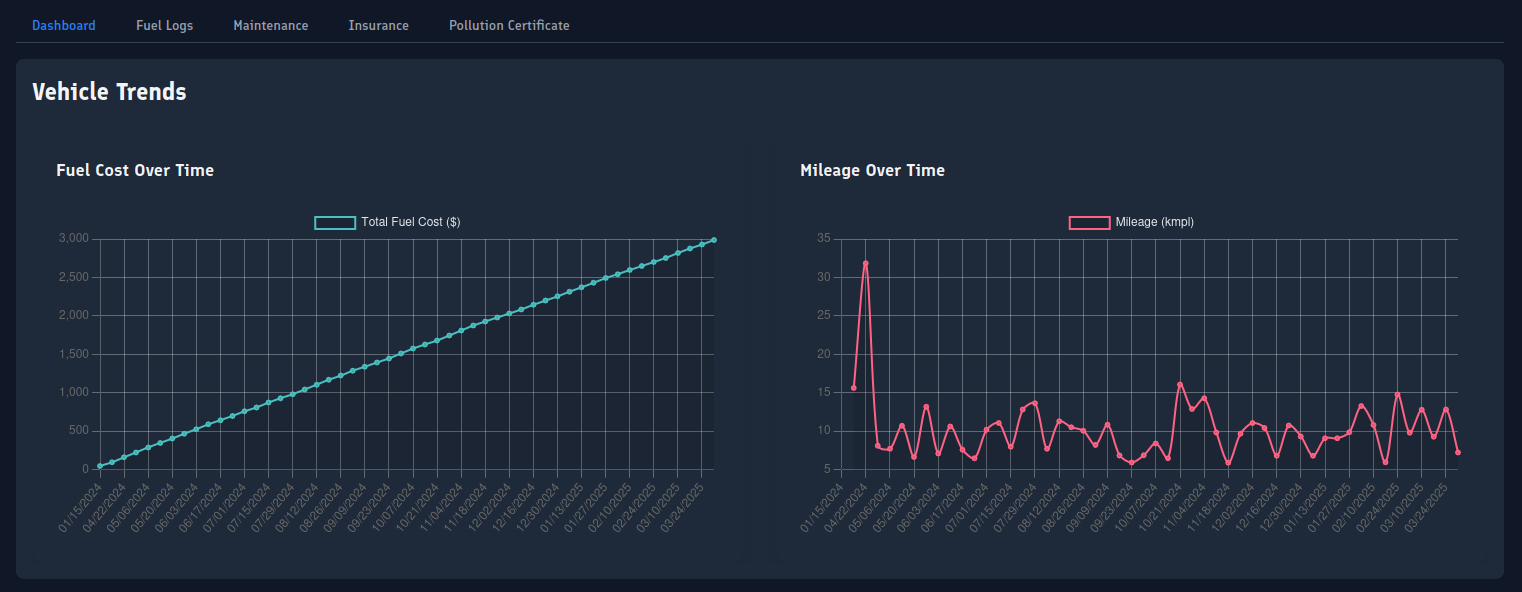 Dashboard Fuel Logs Maintenance Insurance Pollution Certificate
Vehicle Trends
Fuel Cost Over Time
Total Fuel Cost ($)
3,000
2,500
2,000
1,500
1,000
500
0
01/15/2024 04/22/2024 05/06/2024 05/20/2024 06/03/2024 06/17/2024 07/01/2024 07/15/2024 07/29/2024 08/12/2024 08/26/2024 09/09/2024 09/23/2024 10/07/2024 10/21/2024 11/04/2024 11/18/2024 12/02/2024 12/16/2024 12/30/2024 01/13/2025 01/27/2025 02/10/2025 02/24/2025 03/10/2025 03/24/2025
Mileage Over Time
Mileage (kmpl)
35
30
25
20
15
10
5
01/15/2024 04/22/2024 05/06/2024 05/20/2024 06/03/2024 06/17/2024 07/01/2024 07/15/2024 07/29/2024 08/12/2024 08/26/2024 09/09/2024 09/23/2024 10/07/2024 10/21/2024 11/04/2024 11/18/2024 12/02/2024 12/16/2024 12/30/2024 01/13/2025 01/27/2025 02/10/2025 02/24/2025 03/10/2025 03/24/2025